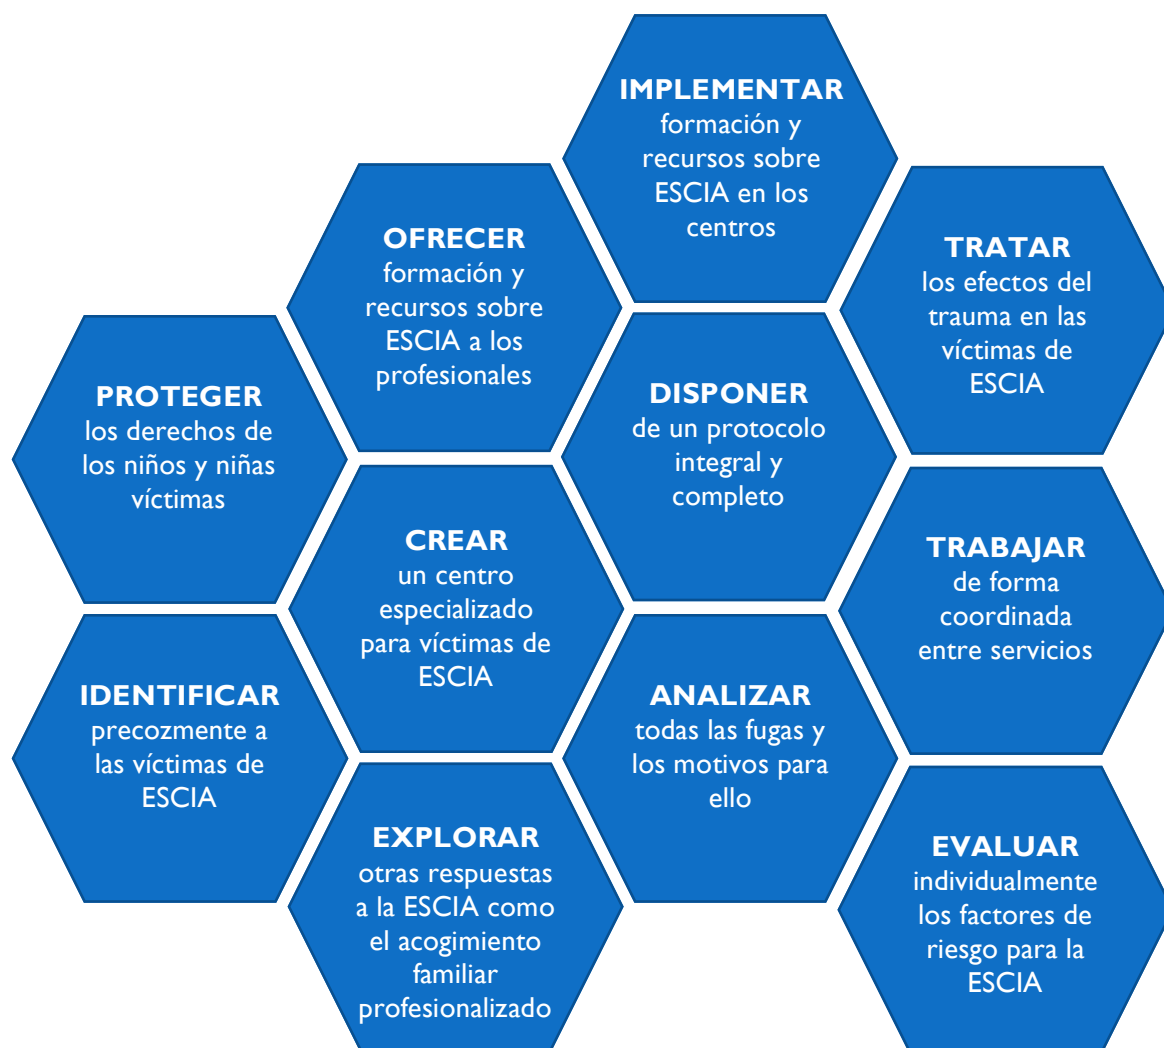 IMPLEMENTAR
formación y
recursos sobre
ESCIA en los
centros
OFRECER
formación y
recursos sobre
ESCIA a los
profesionales
TRATAR
los efectos del
trauma en las
víctimas de
ESCIA
PROTEGER
los derechos de
los niños y niñas
víctimas
DISPONER
de un protocolo
integral y
completo
CREAR
un centro
especializado
para víctimas de
ESCIA
TRABAJAR
de forma
coordinada
entre servicios
IDENTIFICAR
precozmente a
las víctimas de
ESCIA
ANALIZAR
todas las fugas y
los motivos para
ello
EXPLORAR
otras respuestas
a la ESCIA como
el acogimiento
familiar
profesionalizado
EVALUAR
individualmente
los factores de
riesgo para la
ESCIA